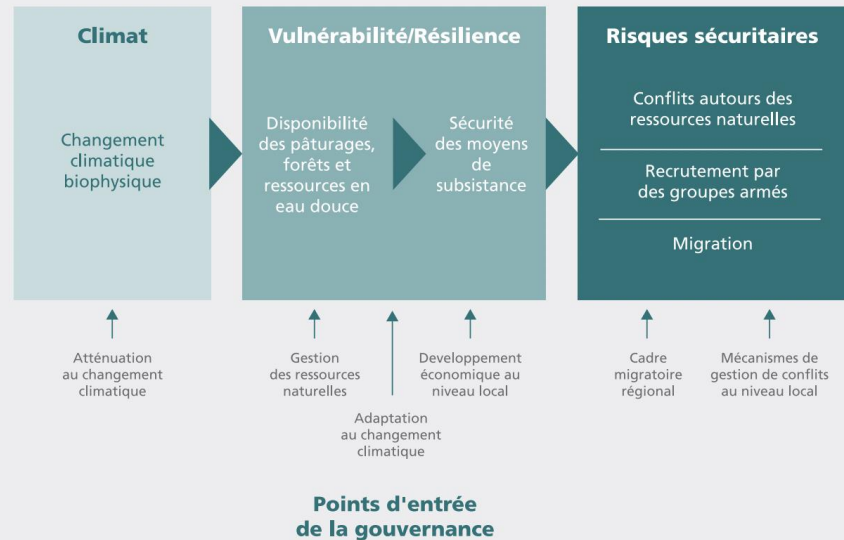 Climat
Changement
climatique
biophysique
Vulnérabilité/Résilience
Disponibilité
des pâturages,
forêts et
ressources en
eau douce
Sécurité
des moyens
de
subsistance
Risques sécuritaires
Conflits autours des
ressources naturelles
Recrutement par
des groupes armés
Migration
Atténuation
au changement
climatique
Gestion
des ressources
naturelles
Adaptation
au changement
climatique
Developpement
économique au
niveau local
Cadre
migratoire
régional
Mécanismes de
gestion de conflits
au niveau local
Points d'entrée
de la gouvernance